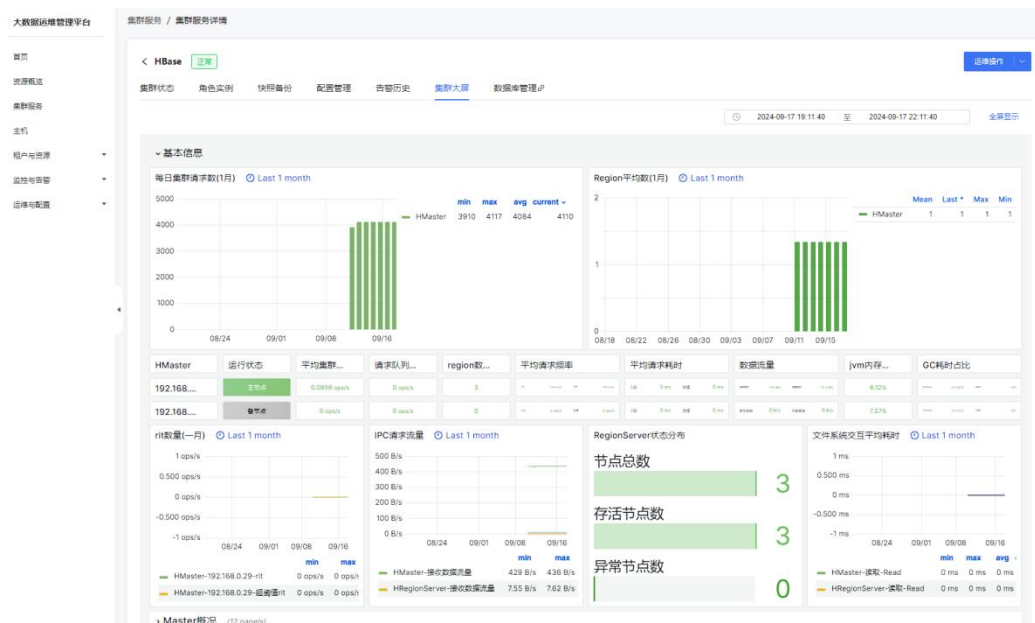 大数据运维管理平台
集群服务 / 集群服务详情
首页
资源概览
集群服务
主机
租户与资源
监控与告警
运维与配置
HBase 正常
运维操作
集群状态 角色实例 快照备份 配置管理 告警历史 集群大屏 数据库管理
2024-09-17 19:11:40 至 2024-09-17 22:11:40 全屏显示
基本信息
每日集群请求数(1月) Last 1 month
5000
4000
3000
2000
1000
0
08/24 09/01 09/08 09/16
min max avg current
HMaster 3910 4117 4084 4110
Region平均数(1月) Last 1 month
2
1
0
08/18 08/22 08/26 08/30 09/03 09/07 09/11 09/15
Mean Last * Max Min
HMaster 1 1 1 1
HMaster 运行状态 平均集群... 请求队列... region数... 平均请求频率 平均请求耗时 数据流量 jvm内存... GC耗时占比
192.168.... 主节点 0.0956 ops/s 0 ops/s 3 0 ms 0 ms 6.12%
192.168.... 备节点 0 ops/s 0 ops/s 0 0 ms 0 ms 0 B/s 0 B/s 7.27%
rit数量(一月) Last 1 month
1 ops/s
0.500 ops/s
0 ops/s
-0.500 ops/s
-1 ops/s
08/24 09/01 09/08 09/16
min max
HMaster-192.168.0.29-rit 0 ops/s 0 ops/s
HMaster-192.168.0.29-超阈值rit 0 ops/s 0 ops/s
IPC请求流量 Last 1 month
500 B/s
400 B/s
300 B/s
200 B/s
100 B/s
0 B/s
08/24 09/01 09/08 09/16
min max
HMaster-接收数据流量 429 B/s 436 B/s
HRegionServer-接收数据流量 7.55 B/s 7.62 B/s
RegionServer状态分布
节点总数
3
存活节点数
3
异常节点数
0
文件系统交互平均耗时 Last 1 month
1 ms
0.500 ms
0 ms
-0.500 ms
-1 ms
08/24 09/01 09/08 09/16
min max avg
HMaster-读取-Read 0 ms 0 ms 0 ms
HRegionServer-读取-Read 0 ms 0 ms 0 ms
Master概况 (12 panels)